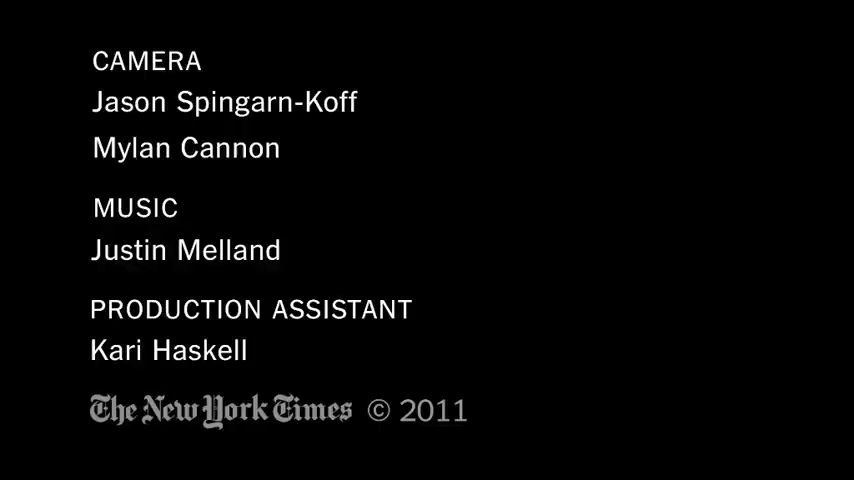 CAMERA
Jason Spingarn-Koff
Mylan Cannon
MUSIC
Justin Melland
PRODUCTION ASSISTANT
Kari Haskell
The New York Times © 2011